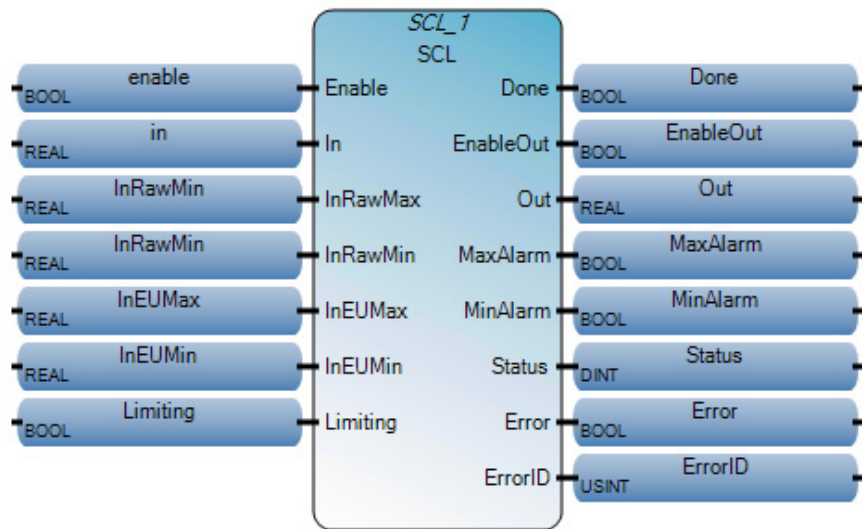 SCL_1
SCL
enable
BOOL
Enable
Done
Done
BOOL
in
REAL
In
EnableOut
EnableOut
BOOL
InRawMin
REAL
InRawMax
Out
Out
REAL
InRawMin
REAL
InRawMin
MaxAlarm
MaxAlarm
BOOL
InEUMax
REAL
InEUMax
MinAlarm
MinAlarm
BOOL
InEUMin
REAL
InEUMin
Status
Status
DINT
Limiting
BOOL
Limiting
Error
Error
BOOL
ErrorID
ErrorID
USINT